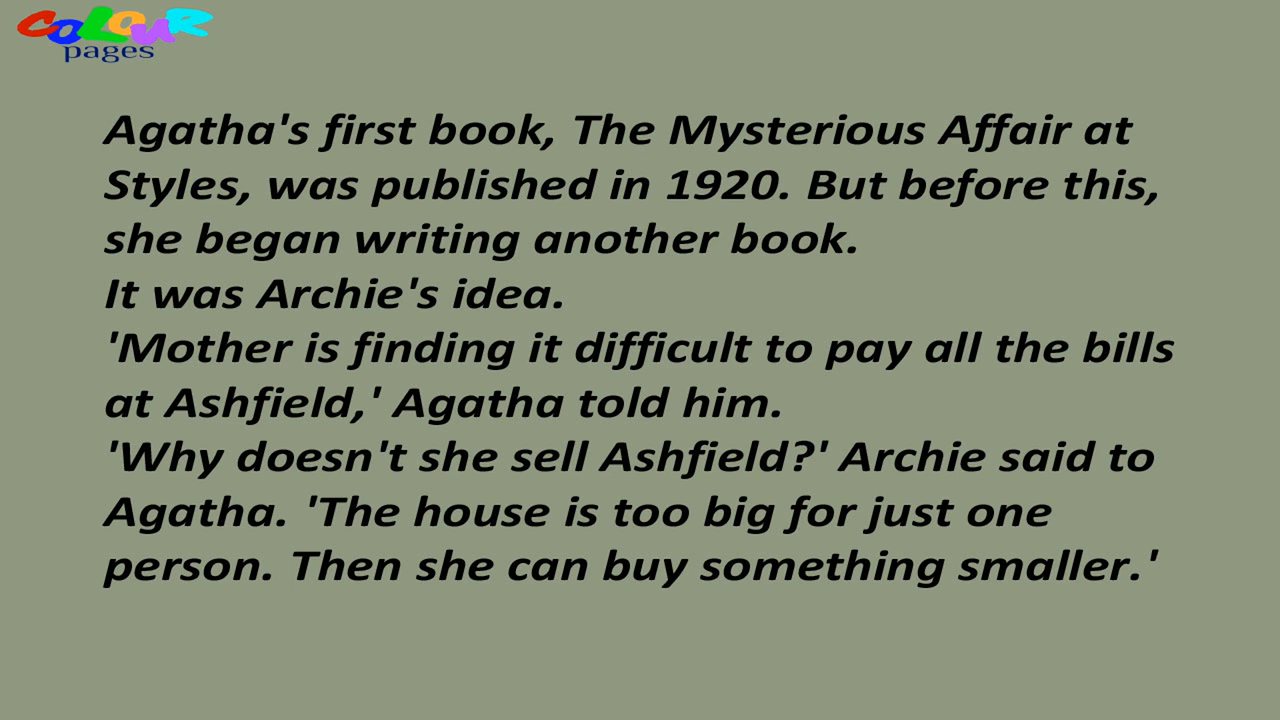 COLOUR
pages
Agatha's first book, The Mysterious Affair at
Styles, was published in 1920. But before this,
she began writing another book.
It was Archie's idea.
'Mother is finding it difficult to pay all the bills
at Ashfield,' Agatha told him.
'Why doesn't she sell Ashfield?' Archie said to
Agatha. 'The house is too big for just one
person. Then she can buy something smaller.'